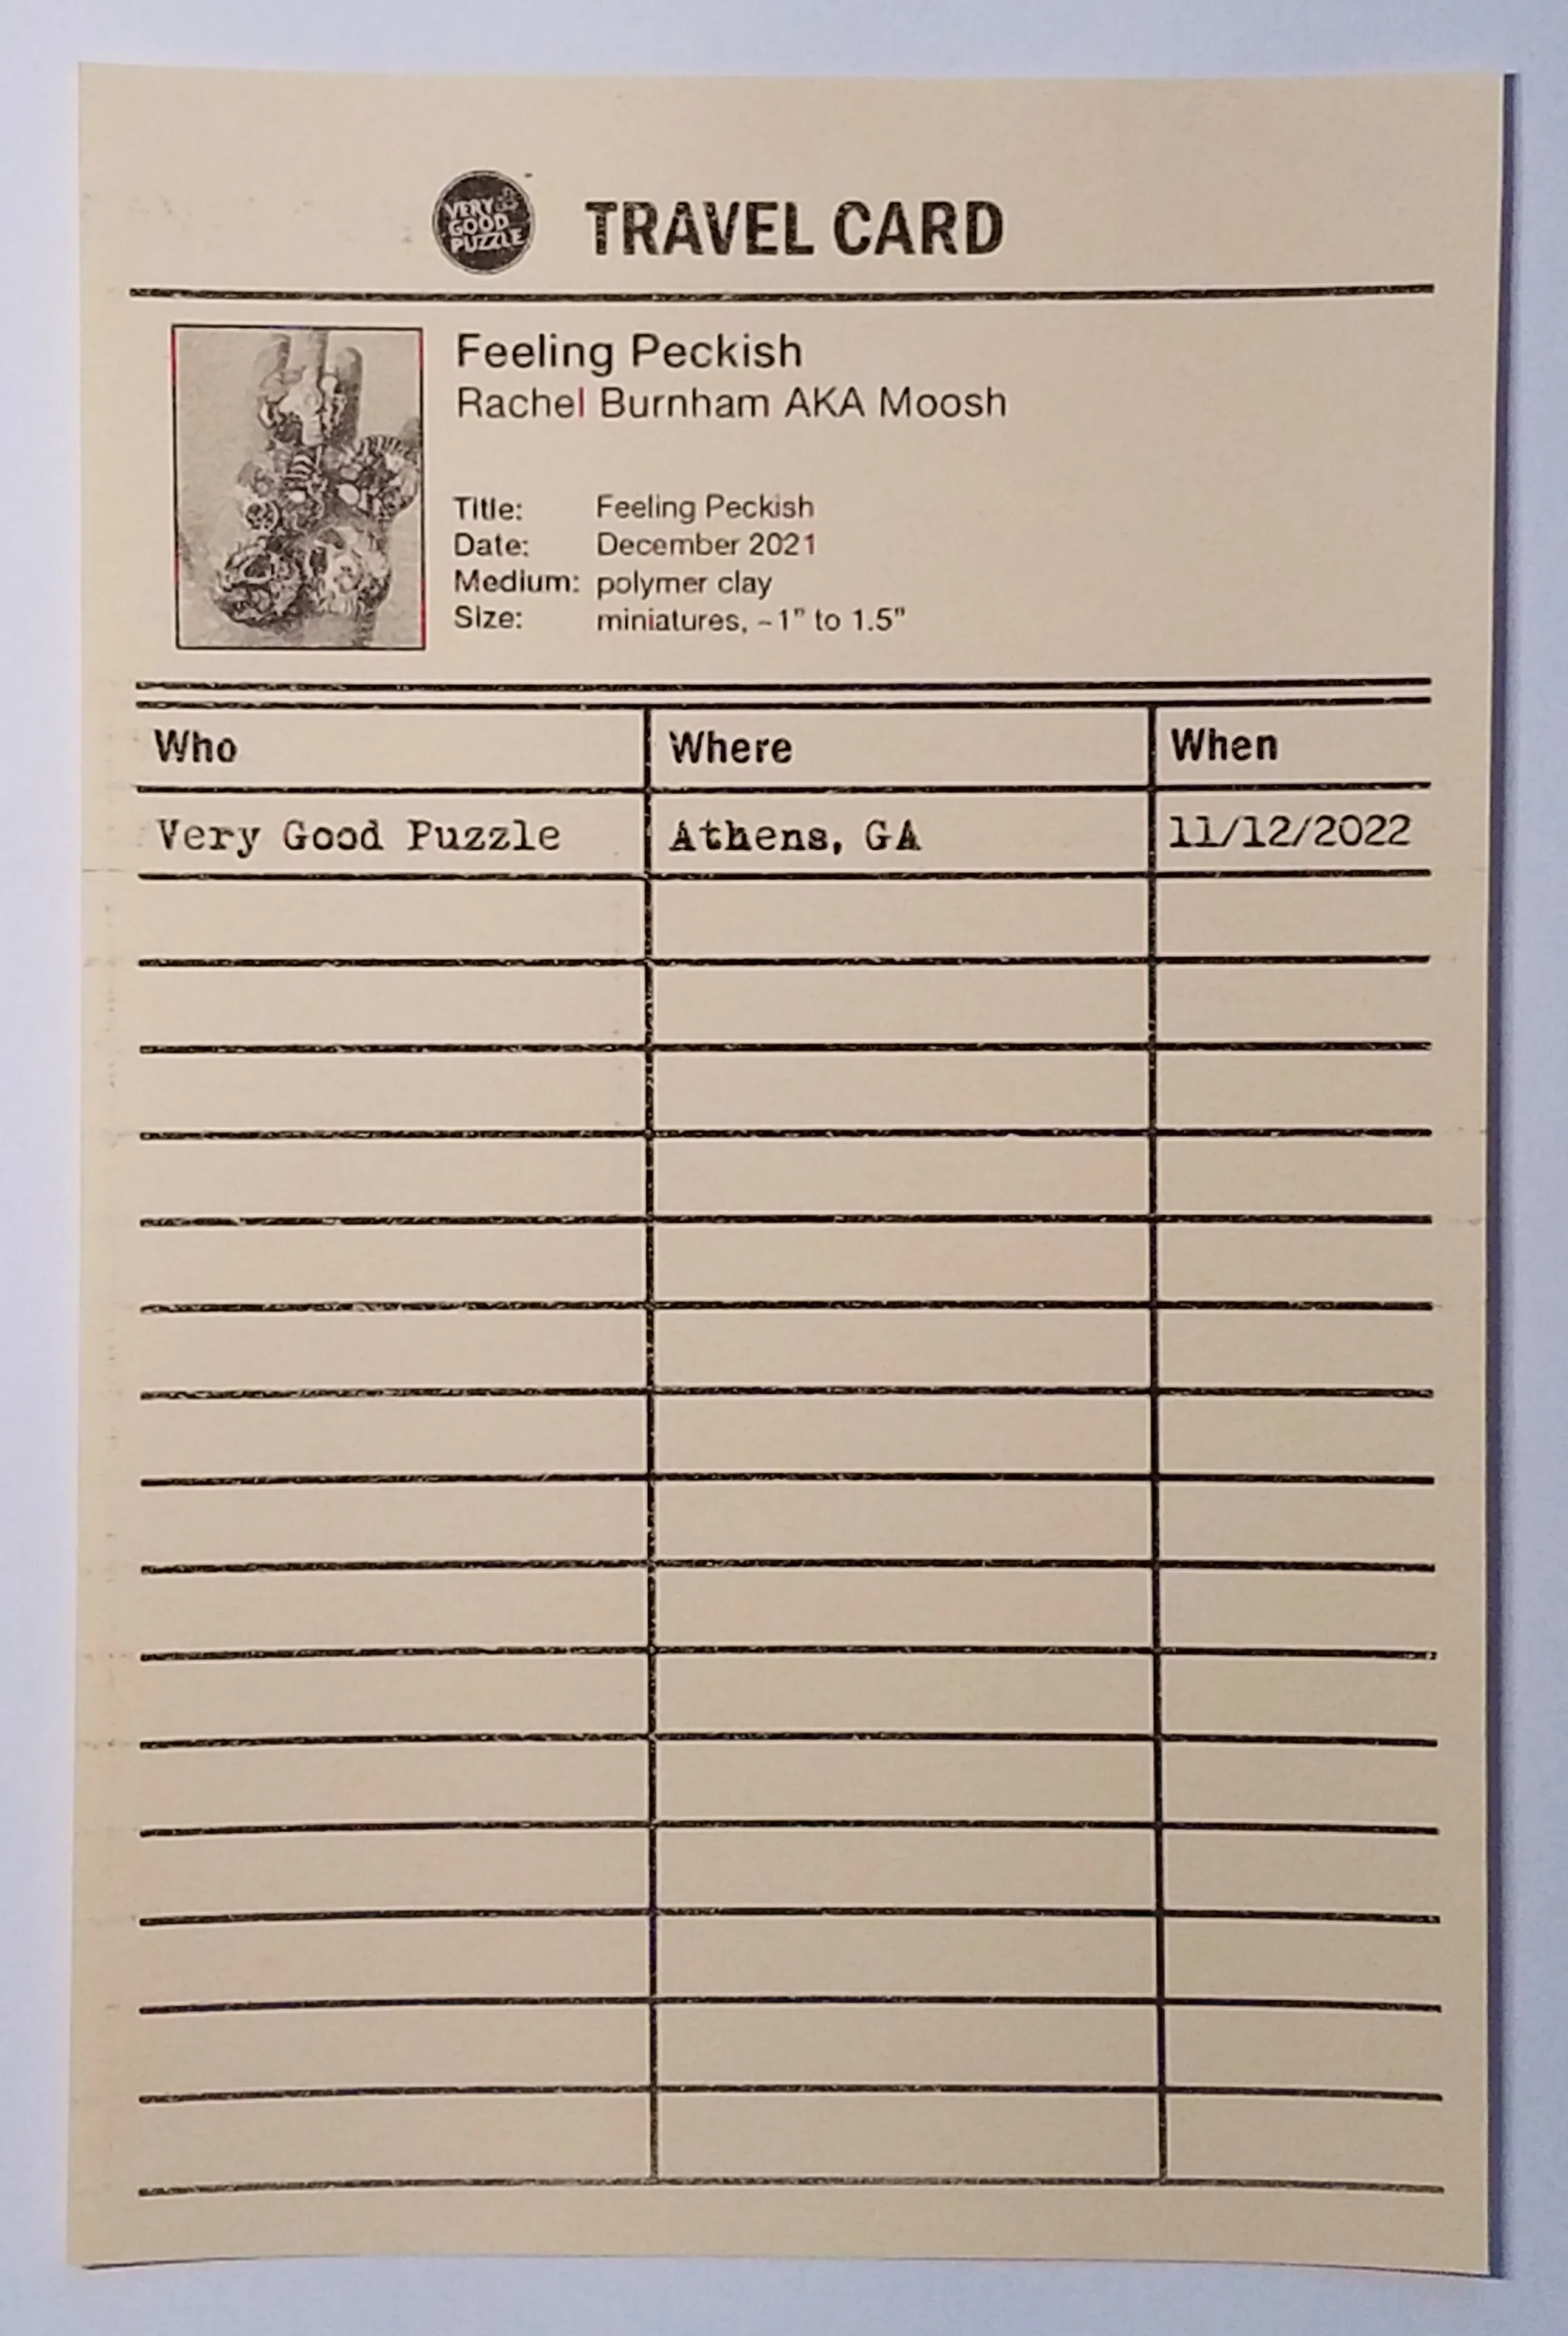 VERY
GOOD
PUZZLE
TRAVEL CARD
Feeling Peckish
Rachel Burnham AKA Moosh
Title: Feeling Peckish
Date: December 2021
Medium: polymer clay
Size: miniatures, ~1" to 1.5"
Who Where When
Very Good Puzzle Athens, GA 11/12/2022